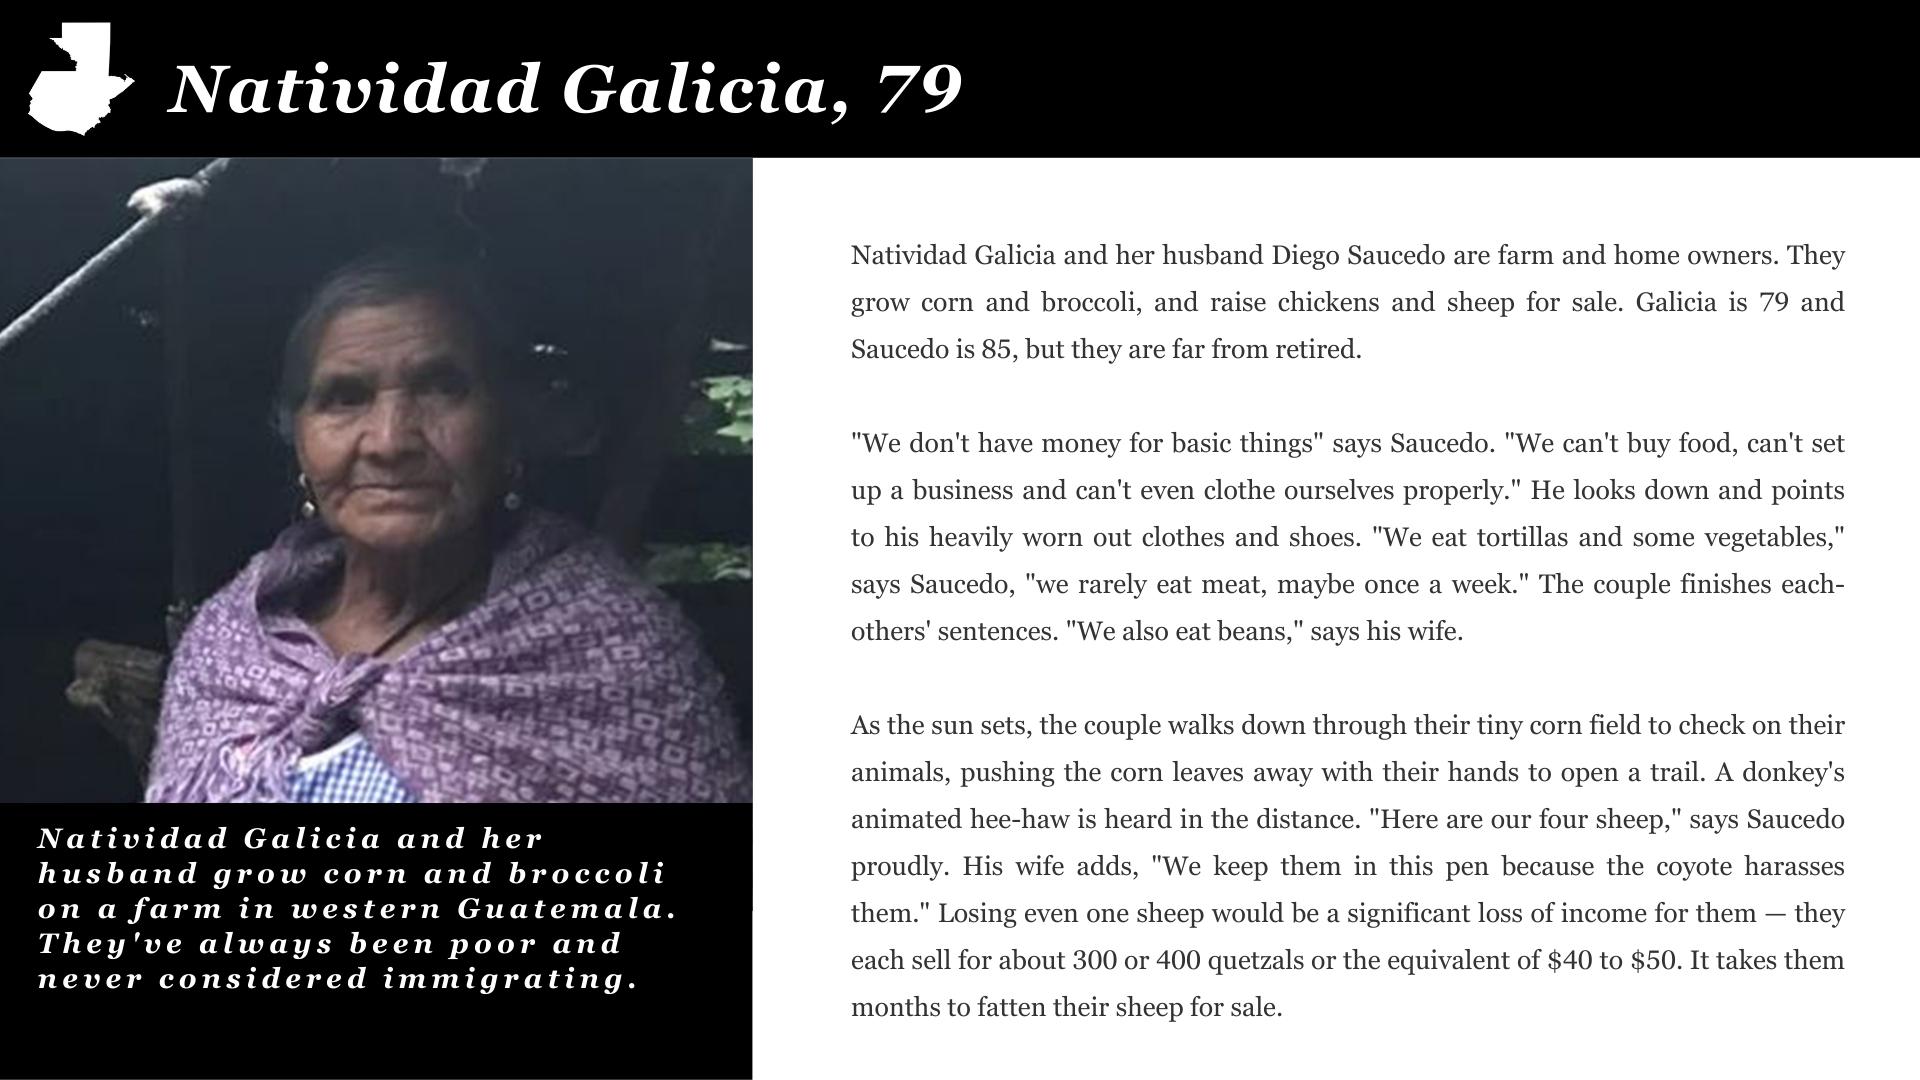 Natividad Galicia, 79
Natividad Galicia and her
husband grow corn and broccoli
on a farm in western Guatemala.
They've always been poor and
never considered immigrating.
Natividad Galicia and her husband Diego Saucedo are farm and home owners. They
grow corn and broccoli, and raise chickens and sheep for sale. Galicia is 79 and
Saucedo is 85, but they are far from retired.
"We don't have money for basic things" says Saucedo. "We can't buy food, can't set
up a business and can't even clothe ourselves properly." He looks down and points
to his heavily worn out clothes and shoes. "We eat tortillas and some vegetables,"
says Saucedo, "we rarely eat meat, maybe once a week." The couple finishes each-
others' sentences. "We also eat beans," says his wife.
As the sun sets, the couple walks down through their tiny corn field to check on their
animals, pushing the corn leaves away with their hands to open a trail. A donkey's
animated hee-haw is heard in the distance. "Here are our four sheep," says Saucedo
proudly. His wife adds, "We keep them in this pen because the coyote harasses
them." Losing even one sheep would be a significant loss of income for them — they
each sell for about 300 or 400 quetzals or the equivalent of $40 to $50. It takes them
months to fatten their sheep for sale.